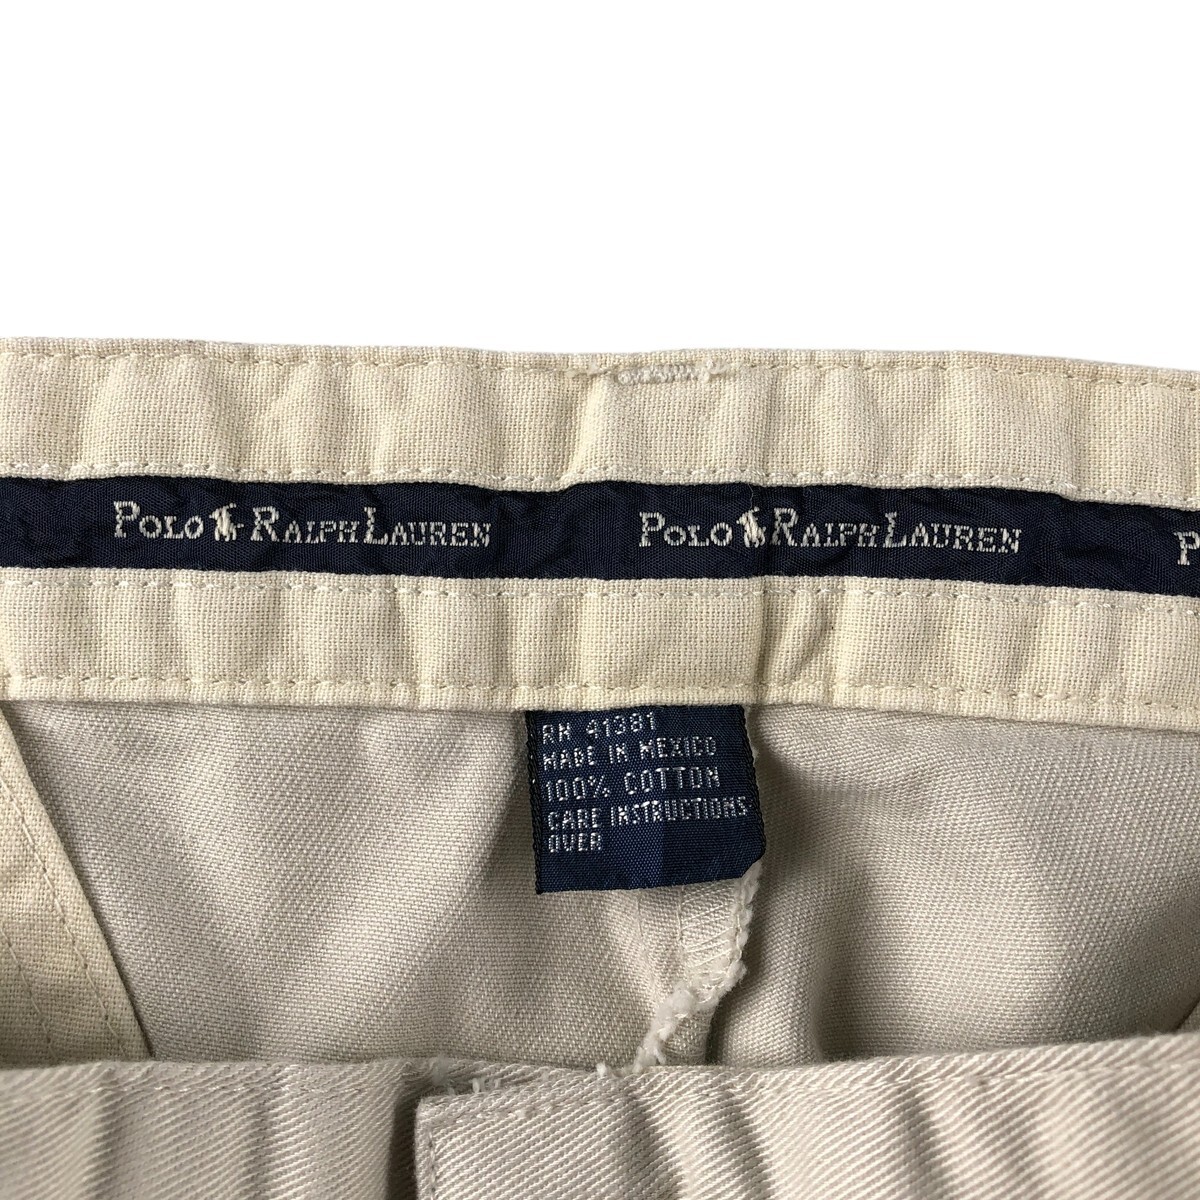 POLO RALPH LAUREN POLO RALPH LAUREN P
RN 41381
MADE IN MEXICO
100% COTTON
CARE INSTRUCTIONS
OVER